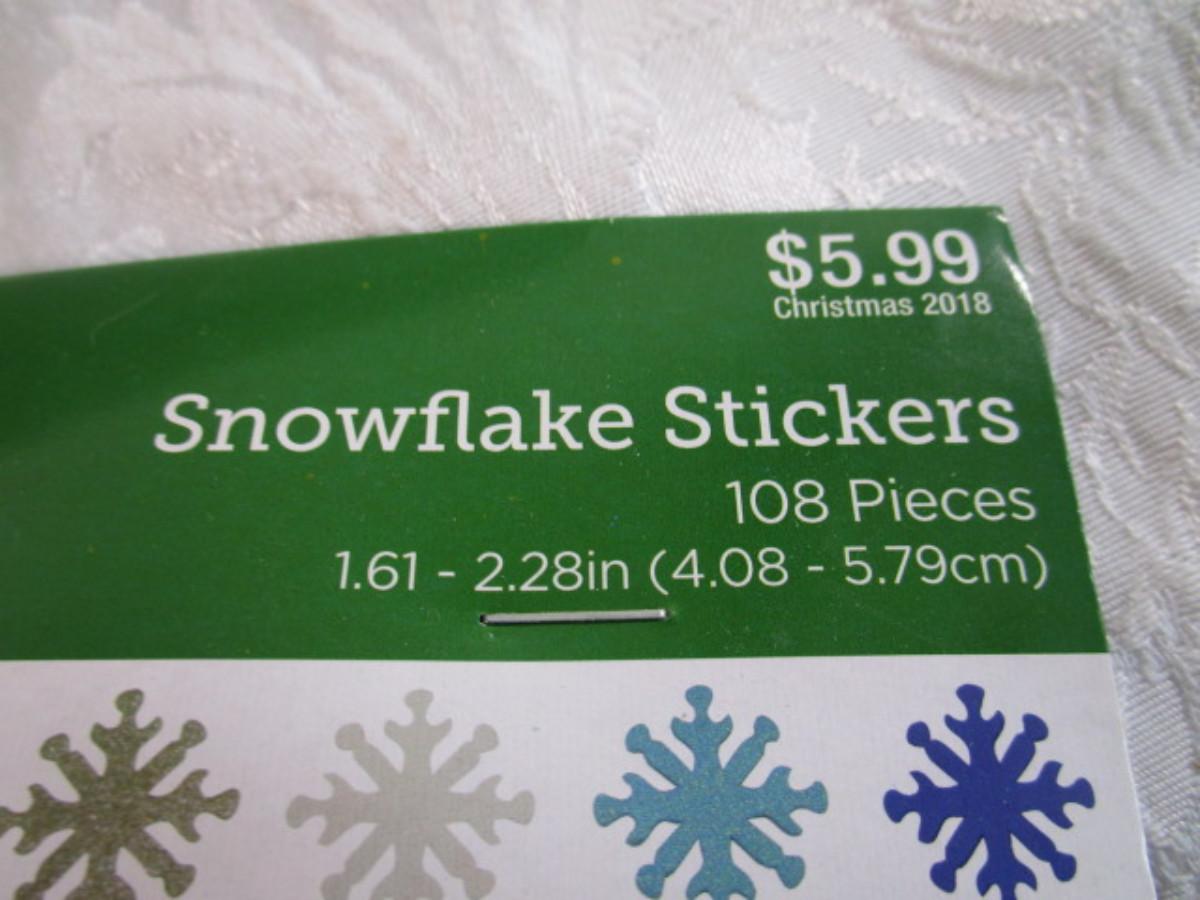 $5.99
Christmas 2018
Snowflake Stickers
108 Pieces
1.61 - 2.28in (4.08 - 5.79cm)